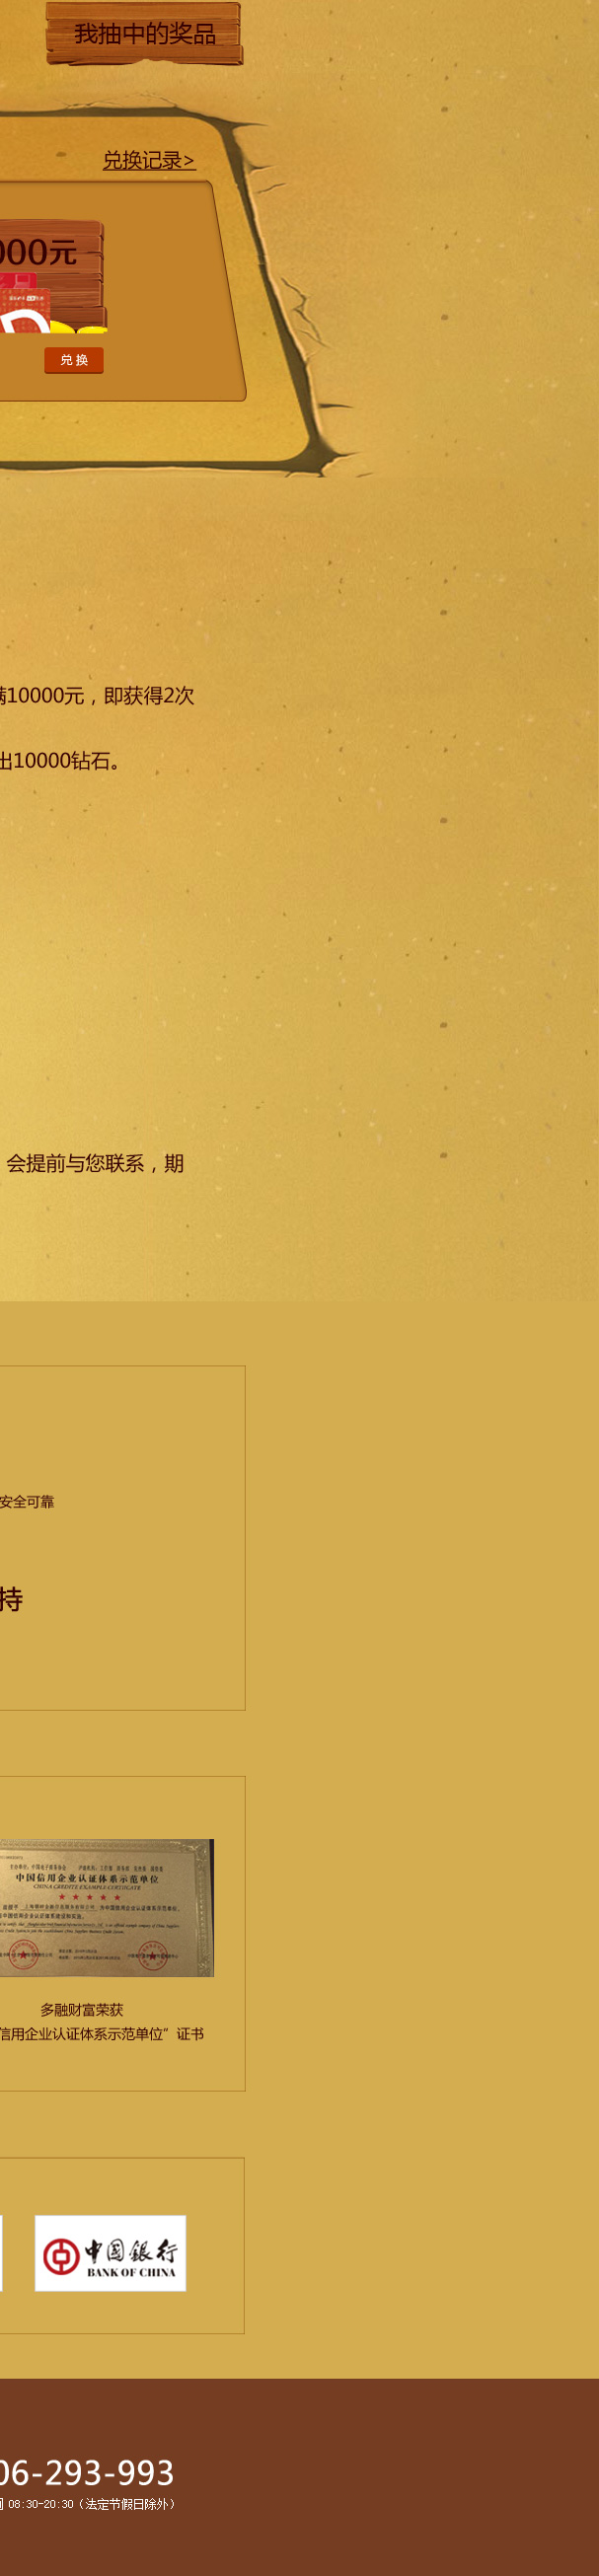 我抽中的奖品
兑换记录>
000元
兑 换
满10000元，即获得2次
出10000钻石。
会提前与您联系，期
安全可靠
持
中国信用企业认证体系示范单位
CHINA CREDITE EXAMPLE CERTIFICATE
多融财富荣获
信用企业认证体系示范单位”证书
中国銀行
BANK OF CHINA
06-293-993
08:30-20:30（法定节假日除外）